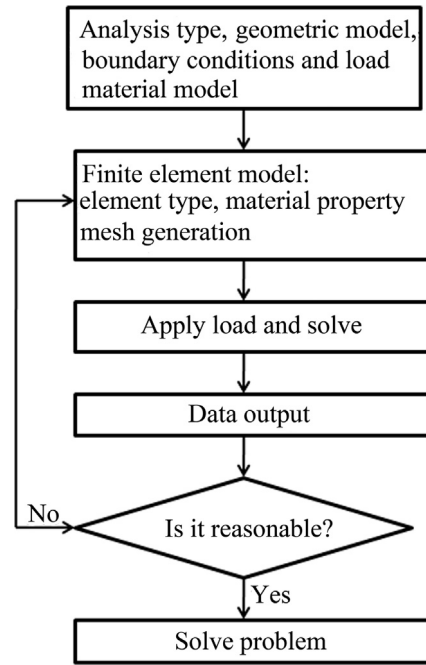 Analysis type, geometric model,
boundary conditions and load
material model
Finite element model:
element type, material property
mesh generation
Apply load and solve
Data output
Is it reasonable?
No
Yes
Solve problem